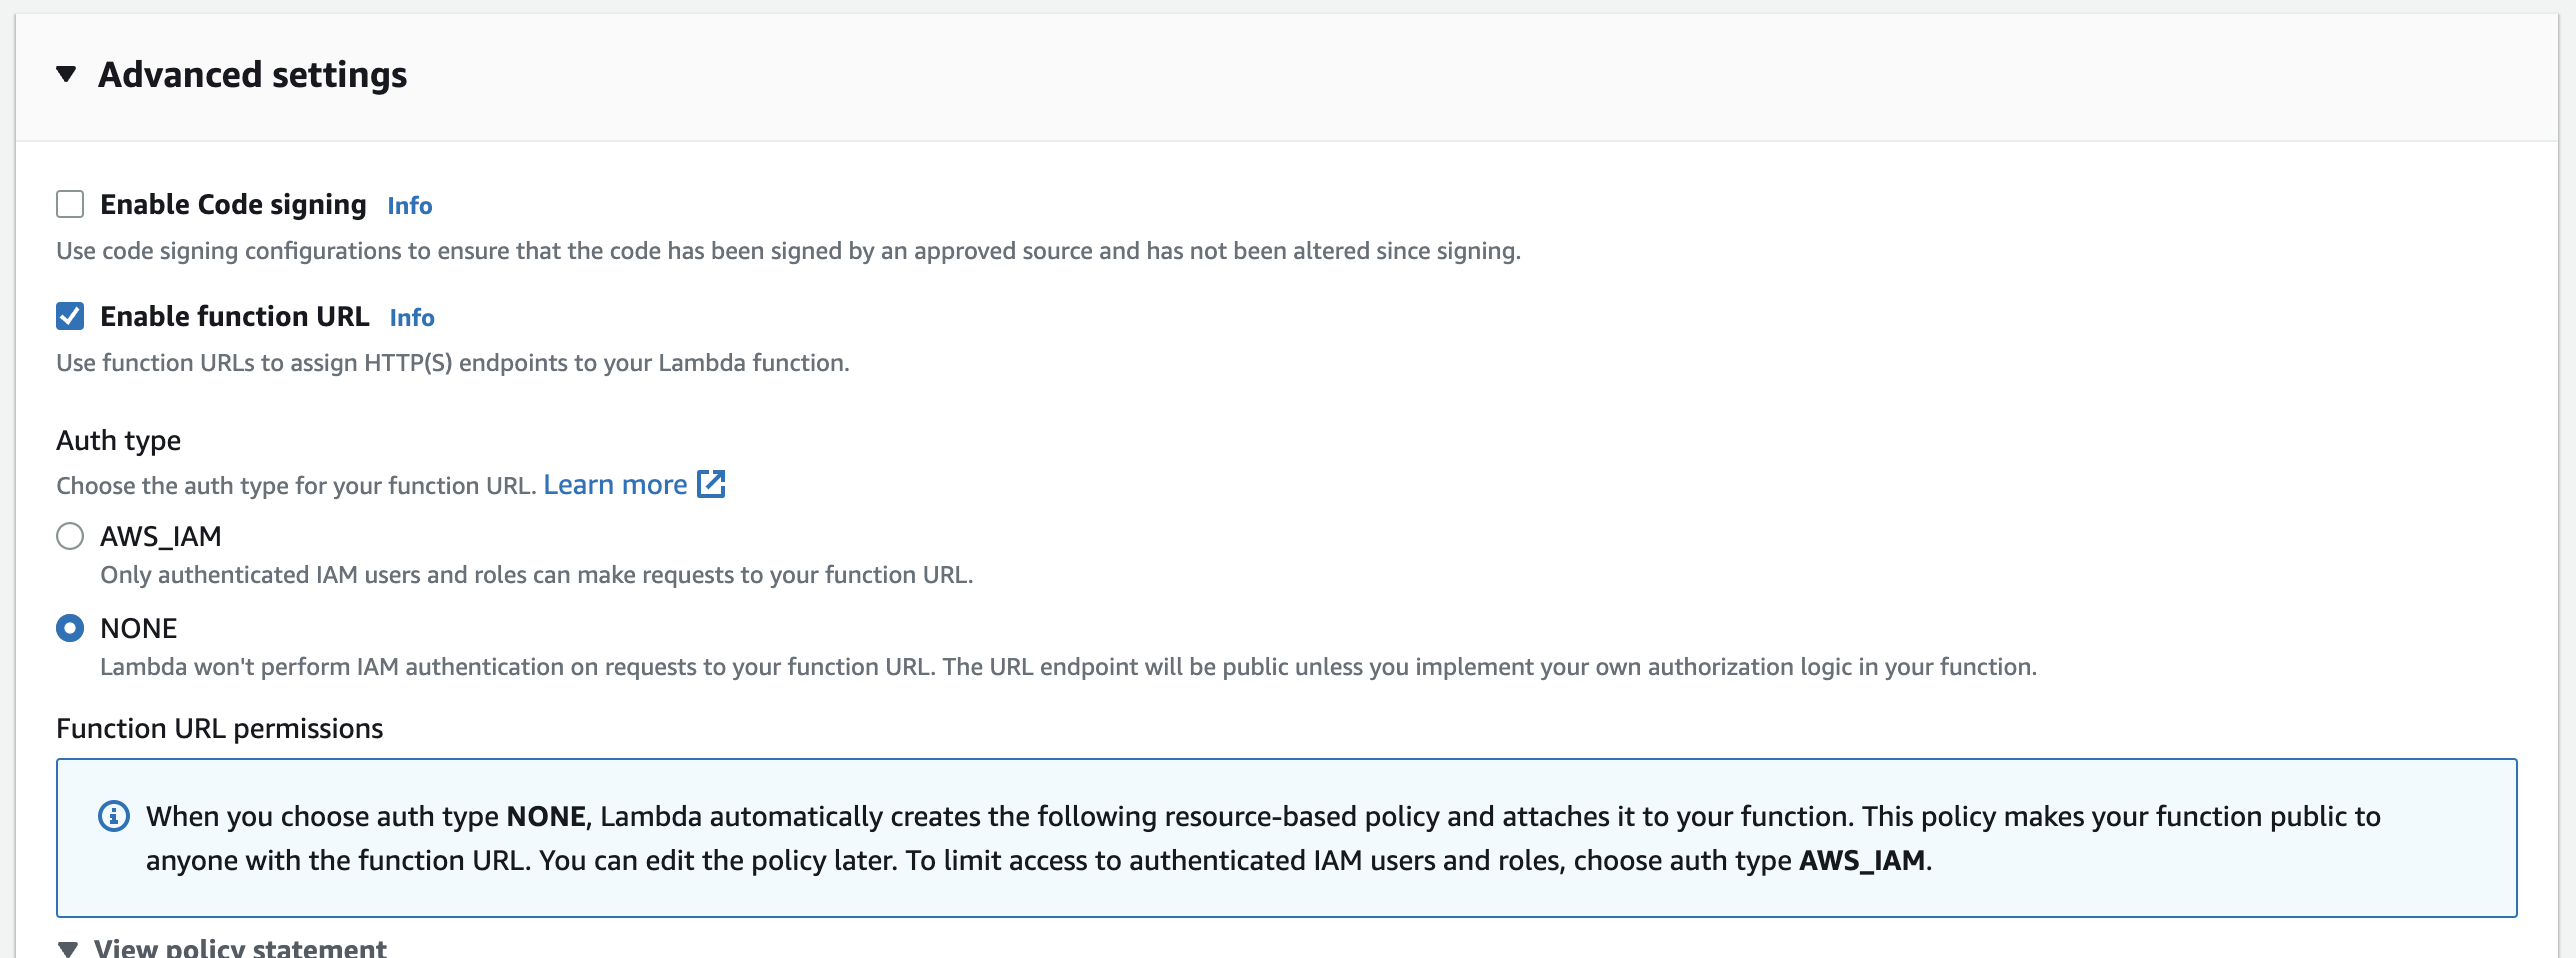 Advanced settings
Enable Code signing Info
Use code signing configurations to ensure that the code has been signed by an approved source and has not been altered since signing.
Enable function URL Info
Use function URLs to assign HTTP(S) endpoints to your Lambda function.
Auth type
Choose the auth type for your function URL. Learn more
AWS_IAM
Only authenticated IAM users and roles can make requests to your function URL.
NONE
Lambda won't perform IAM authentication on requests to your function URL. The URL endpoint will be public unless you implement your own authorization logic in your function.
Function URL permissions
When you choose auth type NONE, Lambda automatically creates the following resource-based policy and attaches it to your function. This policy makes your function public to
anyone with the function URL. You can edit the policy later. To limit access to authenticated IAM users and roles, choose auth type AWS_IAM.
View policy statement